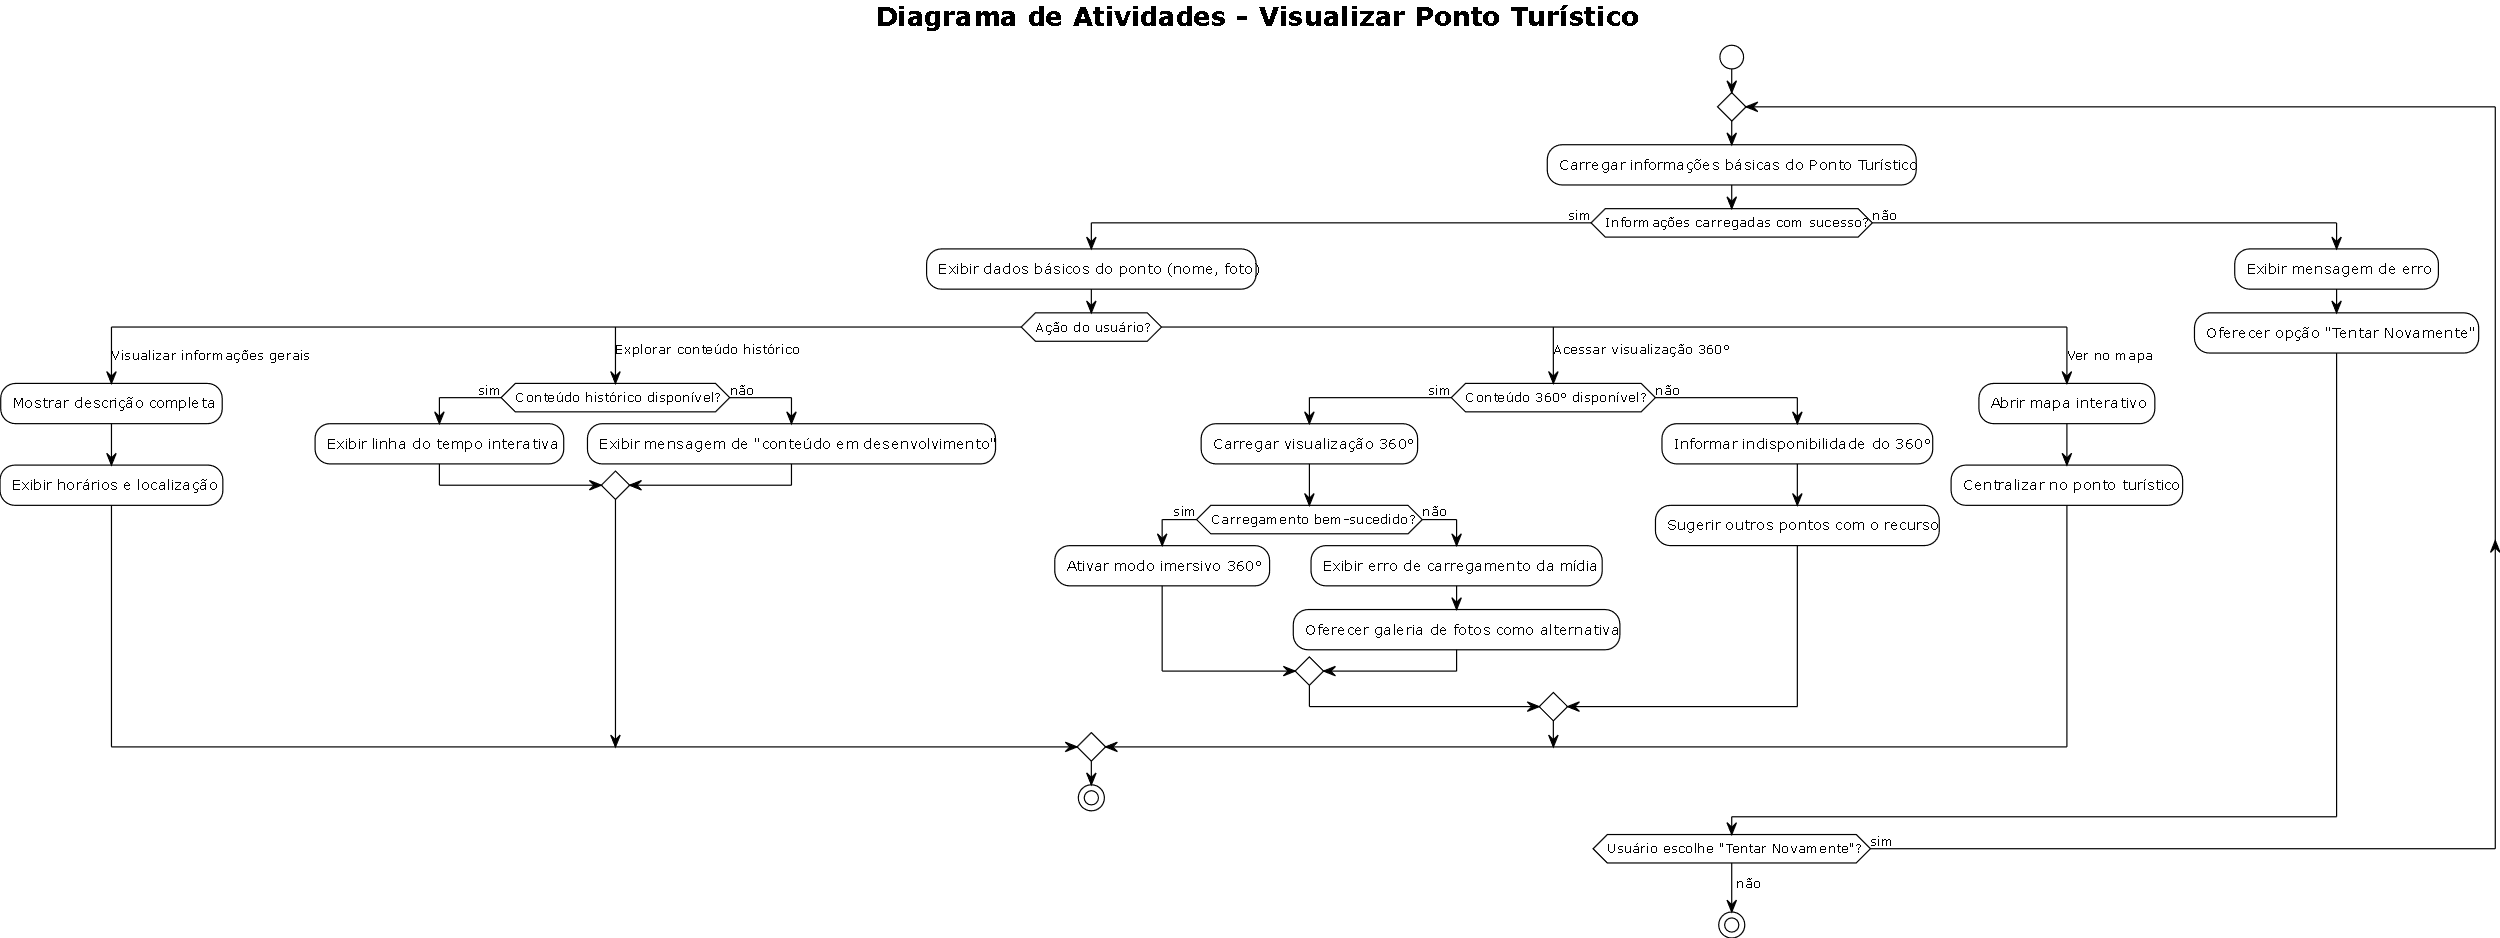 Diagrama de Atividades - Visualizar Ponto Turístico
Carregar informações básicas do Ponto Turístico
sim
Informações carregadas com sucesso?
não
Exibir dados básicos do ponto (nome, foto)
Exibir mensagem de erro
Ação do usuário?
Oferecer opção "Tentar Novamente"
Visualizar informações gerais
Explorar conteúdo histórico
Acessar visualização 360º
Ver no mapa
Mostrar descrição completa
sim
Conteúdo histórico disponível?
não
sim
Conteúdo 360º disponível?
não
Abrir mapa interativo
Exibir linha do tempo interativa
Exibir mensagem de "conteúdo em desenvolvimento"
Carregar visualização 360º
Informar indisponibilidade do 360º
Exibir horários e localização
Centralizar no ponto turístico
sim
Carregamento bem-sucedido?
não
Sugerir outros pontos com o recurso
Ativar modo imersivo 360º
Exibir erro de carregamento da mídia
Oferecer galeria de fotos como alternativa
Usuário escolhe "Tentar Novamente"?
sim
não